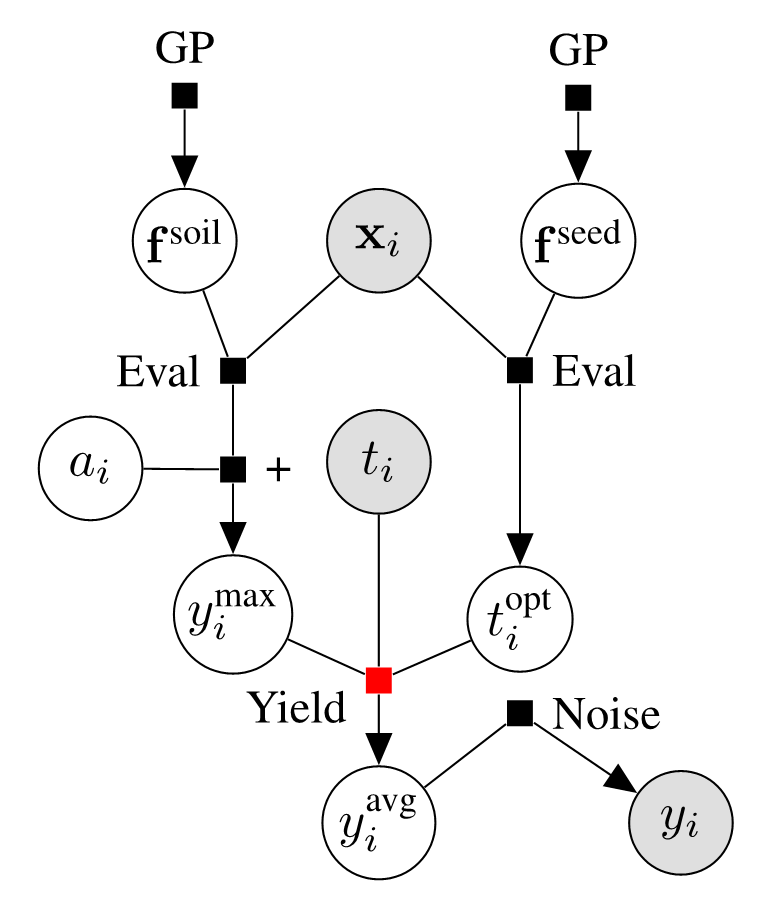 GP GP
f^soil x_i f^seed
Eval Eval
a_i + t_i
y_i^max t_i^opt
Yield Noise
y_i^avg y_i